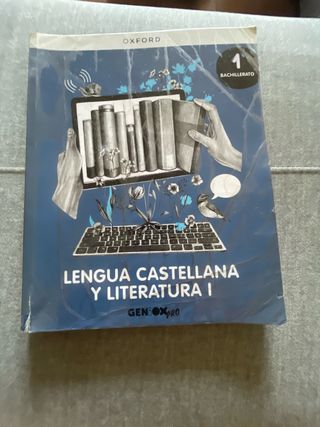 OXFORD
1
BACHILLERATO
LENGUA CASTELLANA
Y LITERATURA I
GENiOX PRO